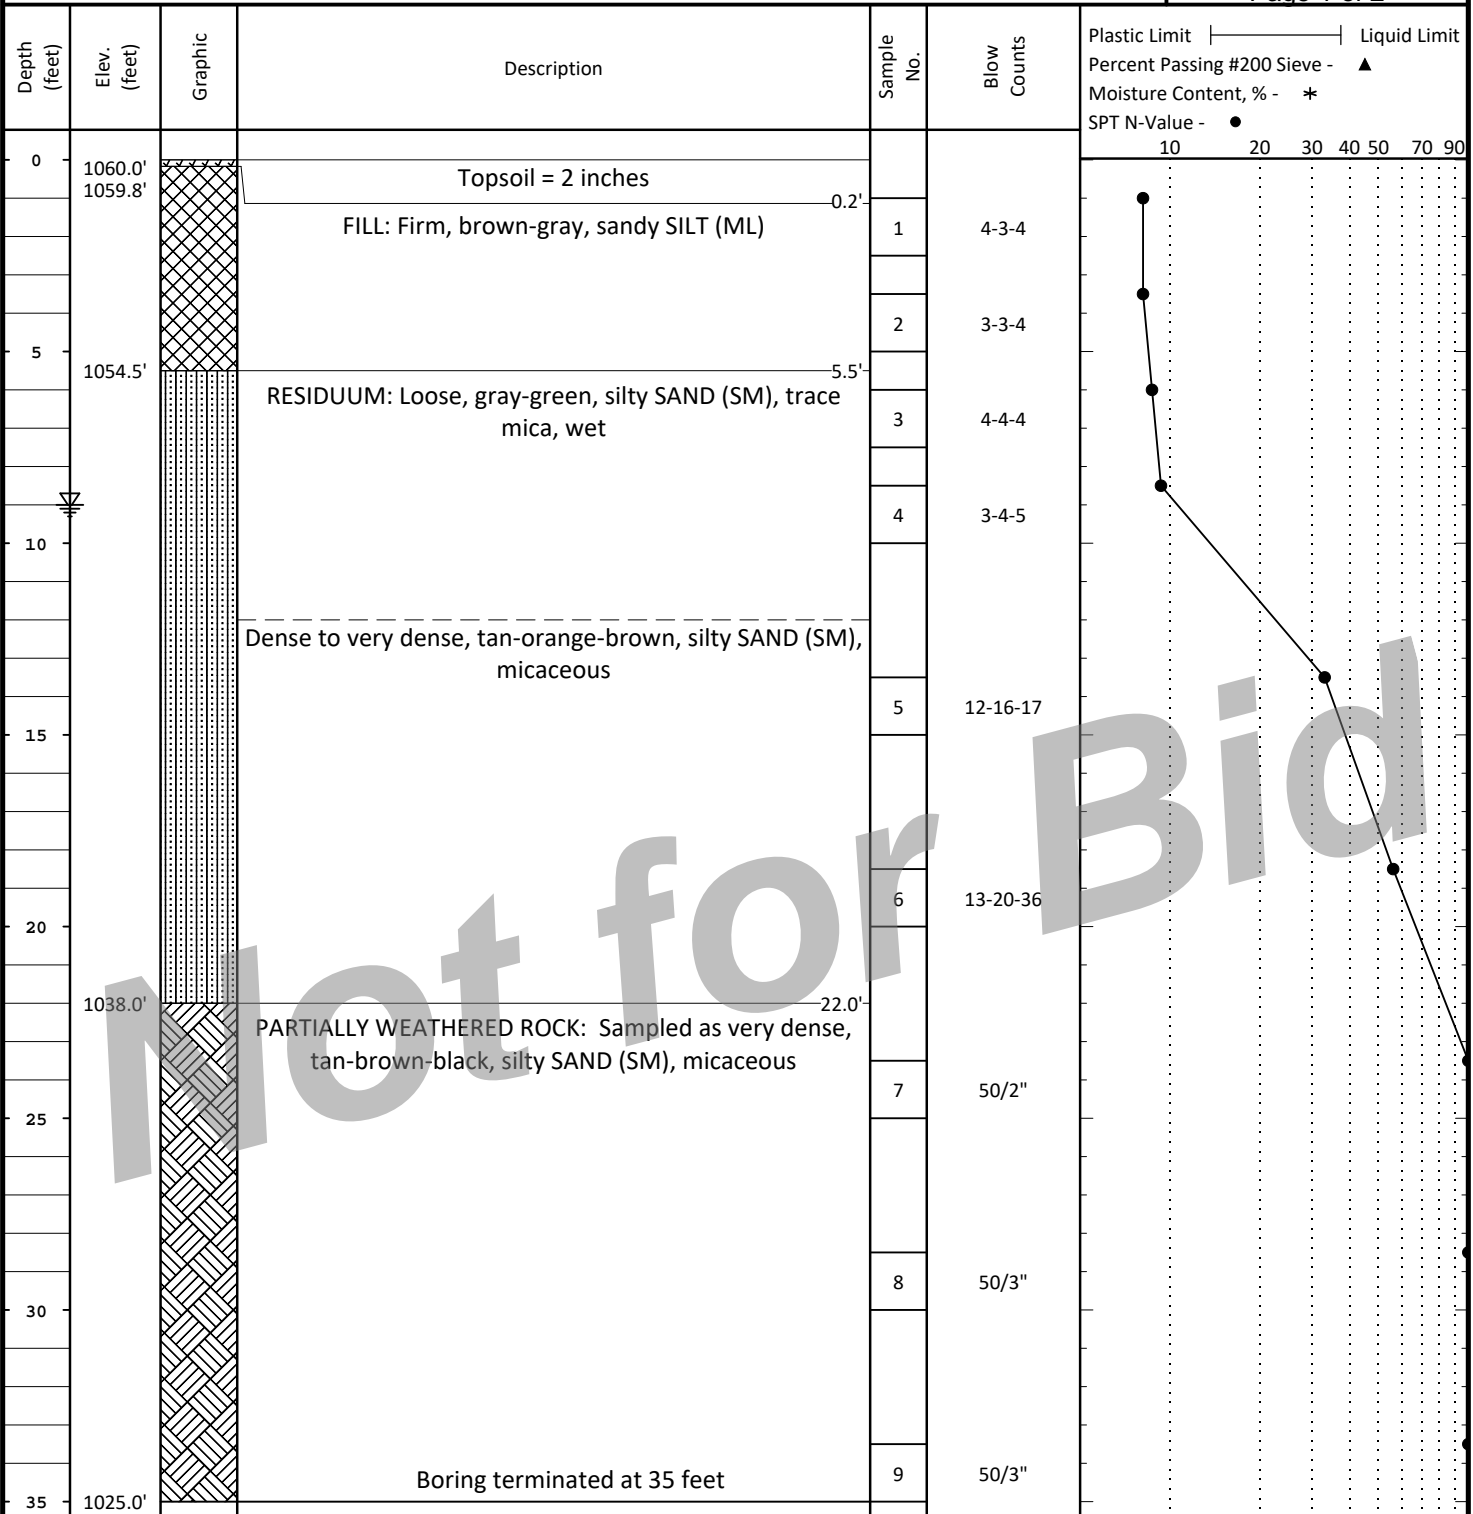 Depth (feet)
Elev. (feet)
Graphic
Description
Sample No.
Blow Counts
Plastic Limit
Liquid Limit
Percent Passing #200 Sieve -
Moisture Content, % -
SPT N-Value -
10 20 30 40 50 70 90
0
1060.0'
1059.8'
Topsoil = 2 inches
0.2'
FILL: Firm, brown-gray, sandy SILT (ML)
1
4-3-4
2
3-3-4
5
1054.5'
5.5'
RESIDUUM: Loose, gray-green, silty SAND (SM), trace
mica, wet
3
4-4-4
4
3-4-5
10
Dense to very dense, tan-orange-brown, silty SAND (SM),
micaceous
5
12-16-17
15
6
13-20-36
20
1038.0'
22.0'
PARTIALLY WEATHERED ROCK: Sampled as very dense,
tan-brown-black, silty SAND (SM), micaceous
7
50/2"
25
8
50/3"
30
Boring terminated at 35 feet
9
50/3"
35
1025.0'
Not for Bid